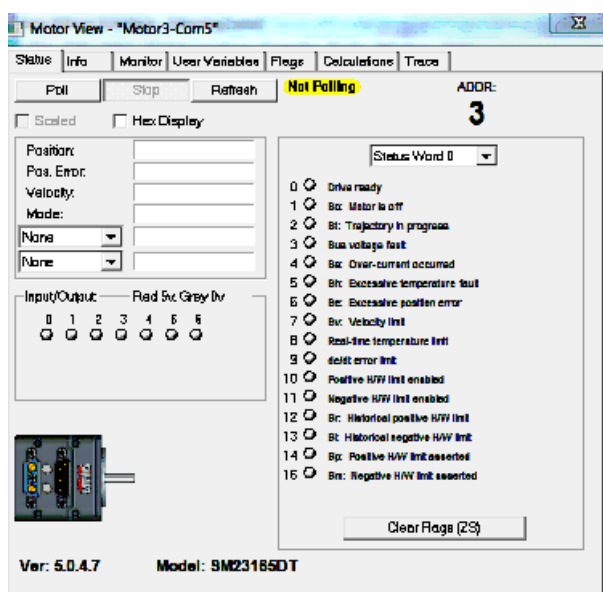 Motor View - "Motor3-Com5"
Status Info Monitor User Variables Flags Calculations Trace
Poll Stop Refresh Not Polling ADDR:
3
Scaled Hex Display
Position:
Pos. Error:
Velocity:
Mode:
None
None
Status Word 0
0 Drive ready
1 Bo: Motor is off
2 Bt: Trajectory in progress
3 Bus voltage fault
4 Ba: Over-current occurred
5 Bh: Excessive temperature fault
6 Be: Excessive position error
7 Bv: Velocity limit
8 Real-time temperature limit
9 de/dt error limit
10 Positive H/W limit enabled
11 Negative H/W limit enabled
12 Br: Historical positive H/W limit
13 Bl: Historical negative H/W limit
14 Bp: Positive H/W limit asserted
15 Bm: Negative H/W limit asserted
Input/Output: Red 5v, Grey 0v
0 1 2 3 4 5 6
Clear Flags (ZS)
Ver: 5.0.4.7 Model: SM23165DT